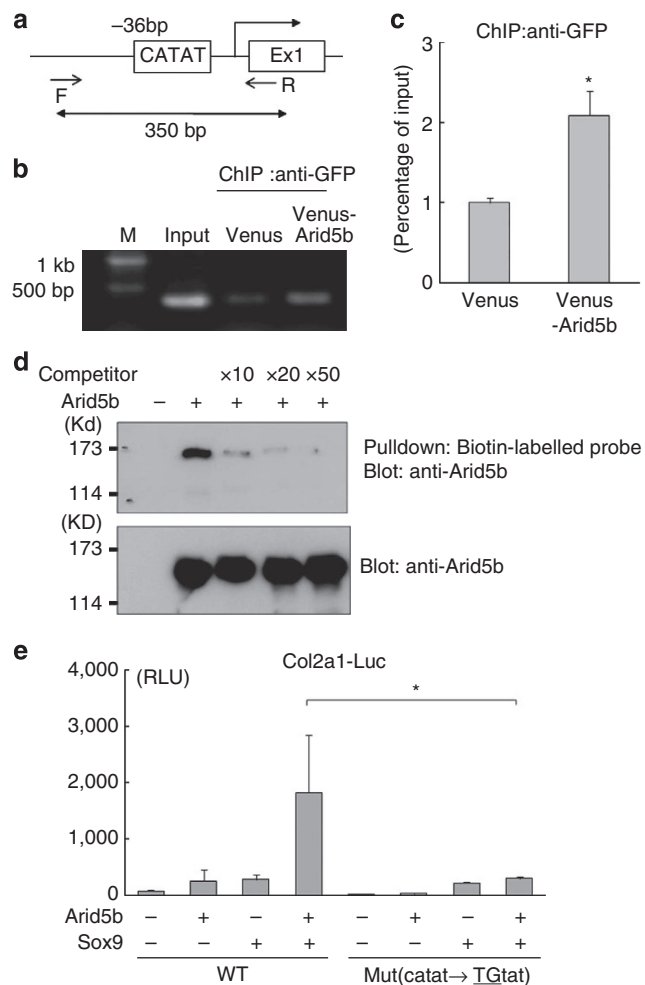 a
–36bp
CATAT
Ex1
F
R
350 bp
b
ChIP :anti-GFP
M Input Venus Venus-
Arid5b
1 kb
500 bp
c
ChIP:anti-GFP
(Percentage of input)
3
2
1
0
*
Venus Venus
-Arid5b
d
Competitor ×10 ×20 ×50
Arid5b – + + + +
(Kd)
173
114
Pulldown: Biotin-labelled probe
Blot: anti-Arid5b
(KD)
173
114
Blot: anti-Arid5b
e
Col2a1-Luc
(RLU)
4,000
3,000
2,000
1,000
0
*
Arid5b – + – + – + – +
Sox9 – – + + – – + +
WT Mut(catat→ TGtat)